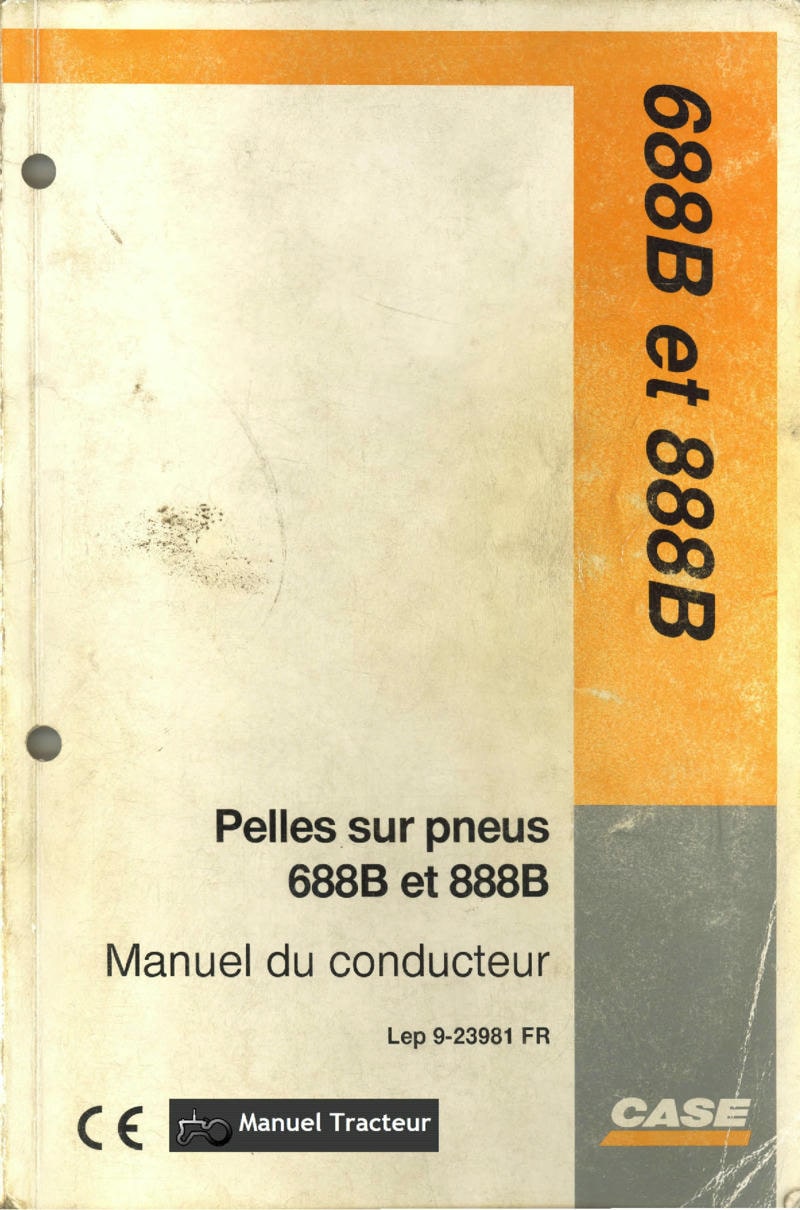 688B et 888B
Pelles sur pneus
688B et 888B
Manuel du conducteur
Lep 9-23981 FR
CE
Manuel Tracteur
CASE